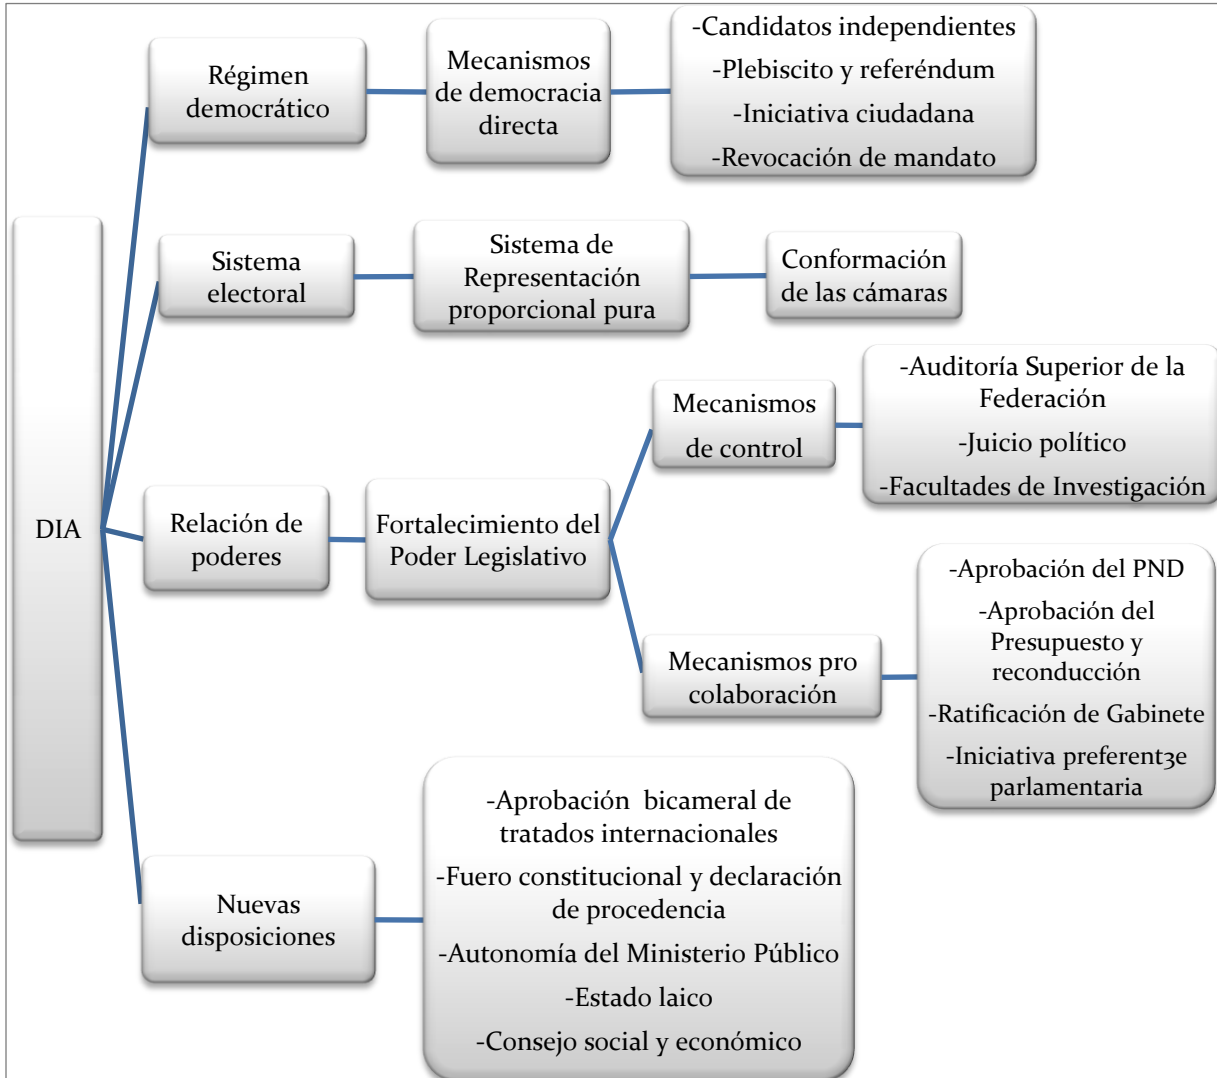 DIA
Régimen
democrático
Mecanismos
de democracia
directa
-Candidatos independientes
-Plebiscito y referéndum
-Iniciativa ciudadana
-Revocación de mandato
Sistema
electoral
Sistema de
Representación
proporcional pura
Conformación
de las cámaras
Relación de
poderes
Fortalecimiento del
Poder Legislativo
Mecanismos
de control
-Auditoría Superior de la
Federación
-Juicio político
-Facultades de Investigación
Mecanismos pro
colaboración
-Aprobación del PND
-Aprobación del
Presupuesto y
reconducción
-Ratificación de Gabinete
-Iniciativa preferent3e
parlamentaria
Nuevas
disposiciones
-Aprobación  bicameral de
tratados internacionales
-Fuero constitucional y declaración
de procedencia
-Autonomía del Ministerio Público
-Estado laico
-Consejo social y económico